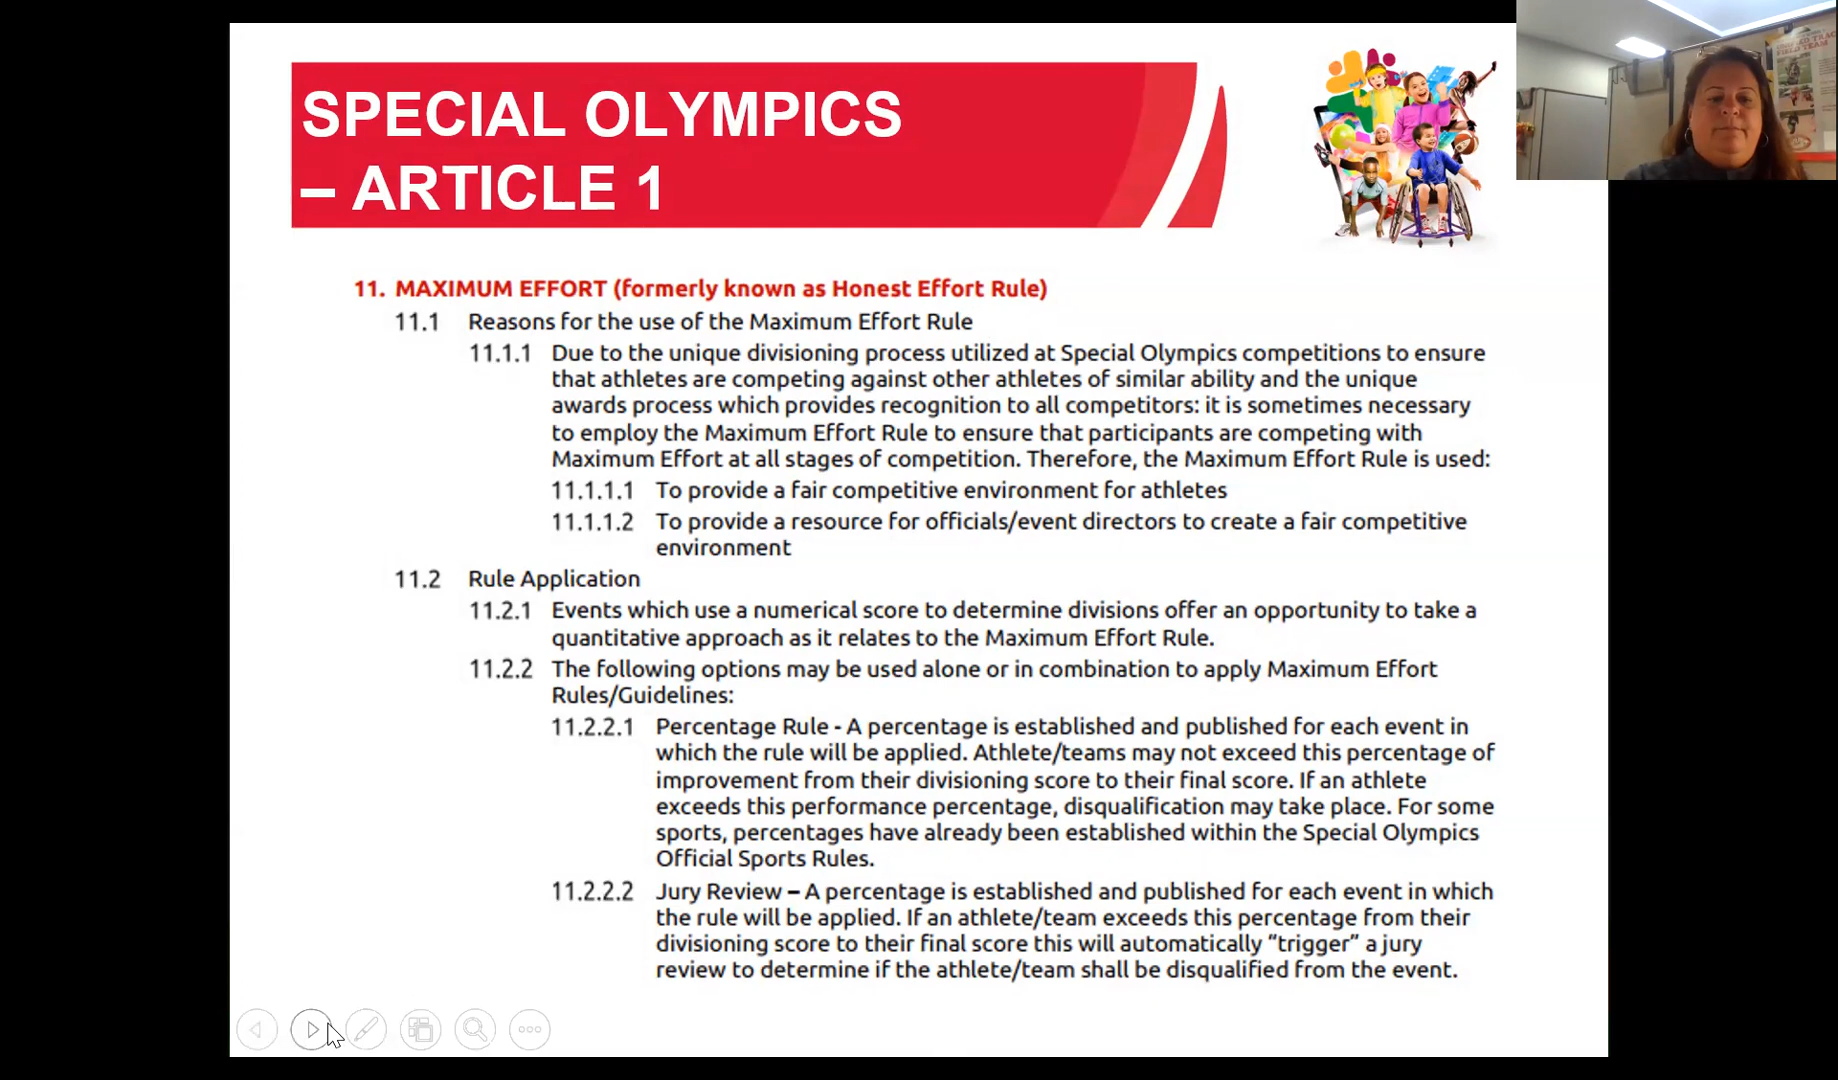 SPECIAL OLYMPICS
– ARTICLE 1
11. MAXIMUM EFFORT (formerly known as Honest Effort Rule)
11.1 Reasons for the use of the Maximum Effort Rule
11.1.1 Due to the unique divisioning process utilized at Special Olympics competitions to ensure
that athletes are competing against other athletes of similar ability and the unique
awards process which provides recognition to all competitors: it is sometimes necessary
to employ the Maximum Effort Rule to ensure that participants are competing with
Maximum Effort at all stages of competition. Therefore, the Maximum Effort Rule is used:
11.1.1.1 To provide a fair competitive environment for athletes
11.1.1.2 To provide a resource for officials/event directors to create a fair competitive
environment
11.2 Rule Application
11.2.1 Events which use a numerical score to determine divisions offer an opportunity to take a
quantitative approach as it relates to the Maximum Effort Rule.
11.2.2 The following options may be used alone or in combination to apply Maximum Effort
Rules/Guidelines:
11.2.2.1 Percentage Rule - A percentage is established and published for each event in
which the rule will be applied. Athlete/teams may not exceed this percentage of
improvement from their divisioning score to their final score. If an athlete
exceeds this performance percentage, disqualification may take place. For some
sports, percentages have already been established within the Special Olympics
Official Sports Rules.
11.2.2.2 Jury Review – A percentage is established and published for each event in which
the rule will be applied. If an athlete/team exceeds this percentage from their
divisioning score to their final score this will automatically “trigger” a jury
review to determine if the athlete/team shall be disqualified from the event.
FIELD TEAM